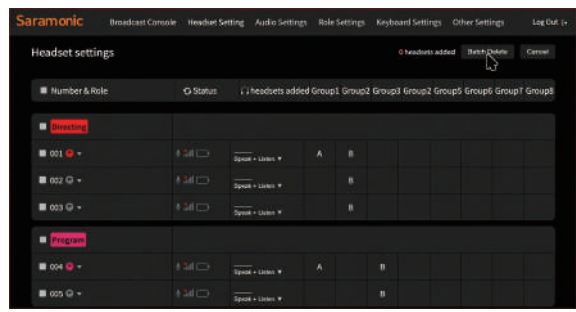 Saramonic Broadcast Console Headset Setting Audio Settings Role Settings Keyboard Settings Other Settings Log Out
Headset settings 0 headsets added Batch Delete Cancel
Number & Role Status headsets added Group1 Group2 Group3 Group2 Group5 Group6 Group7 Group8
Directing
001 Speak + Listen ▼ A B
002 Speak + Listen ▼ B
003 Speak + Listen ▼ B
Program
004 Speak + Listen ▼ A B
005 Speak + Listen ▼ B